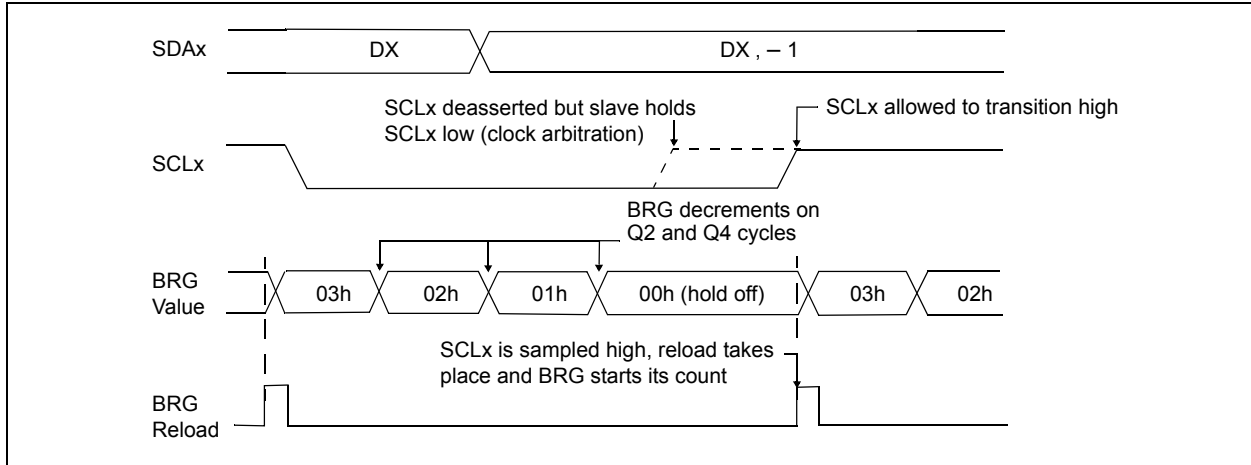 SDAx
DX
DX , – 1
SCLx deasserted but slave holds
SCLx low (clock arbitration)
SCLx allowed to transition high
SCLx
BRG decrements on
Q2 and Q4 cycles
BRG
Value
03h
02h
01h
00h (hold off)
03h
02h
SCLx is sampled high, reload takes
place and BRG starts its count
BRG
Reload